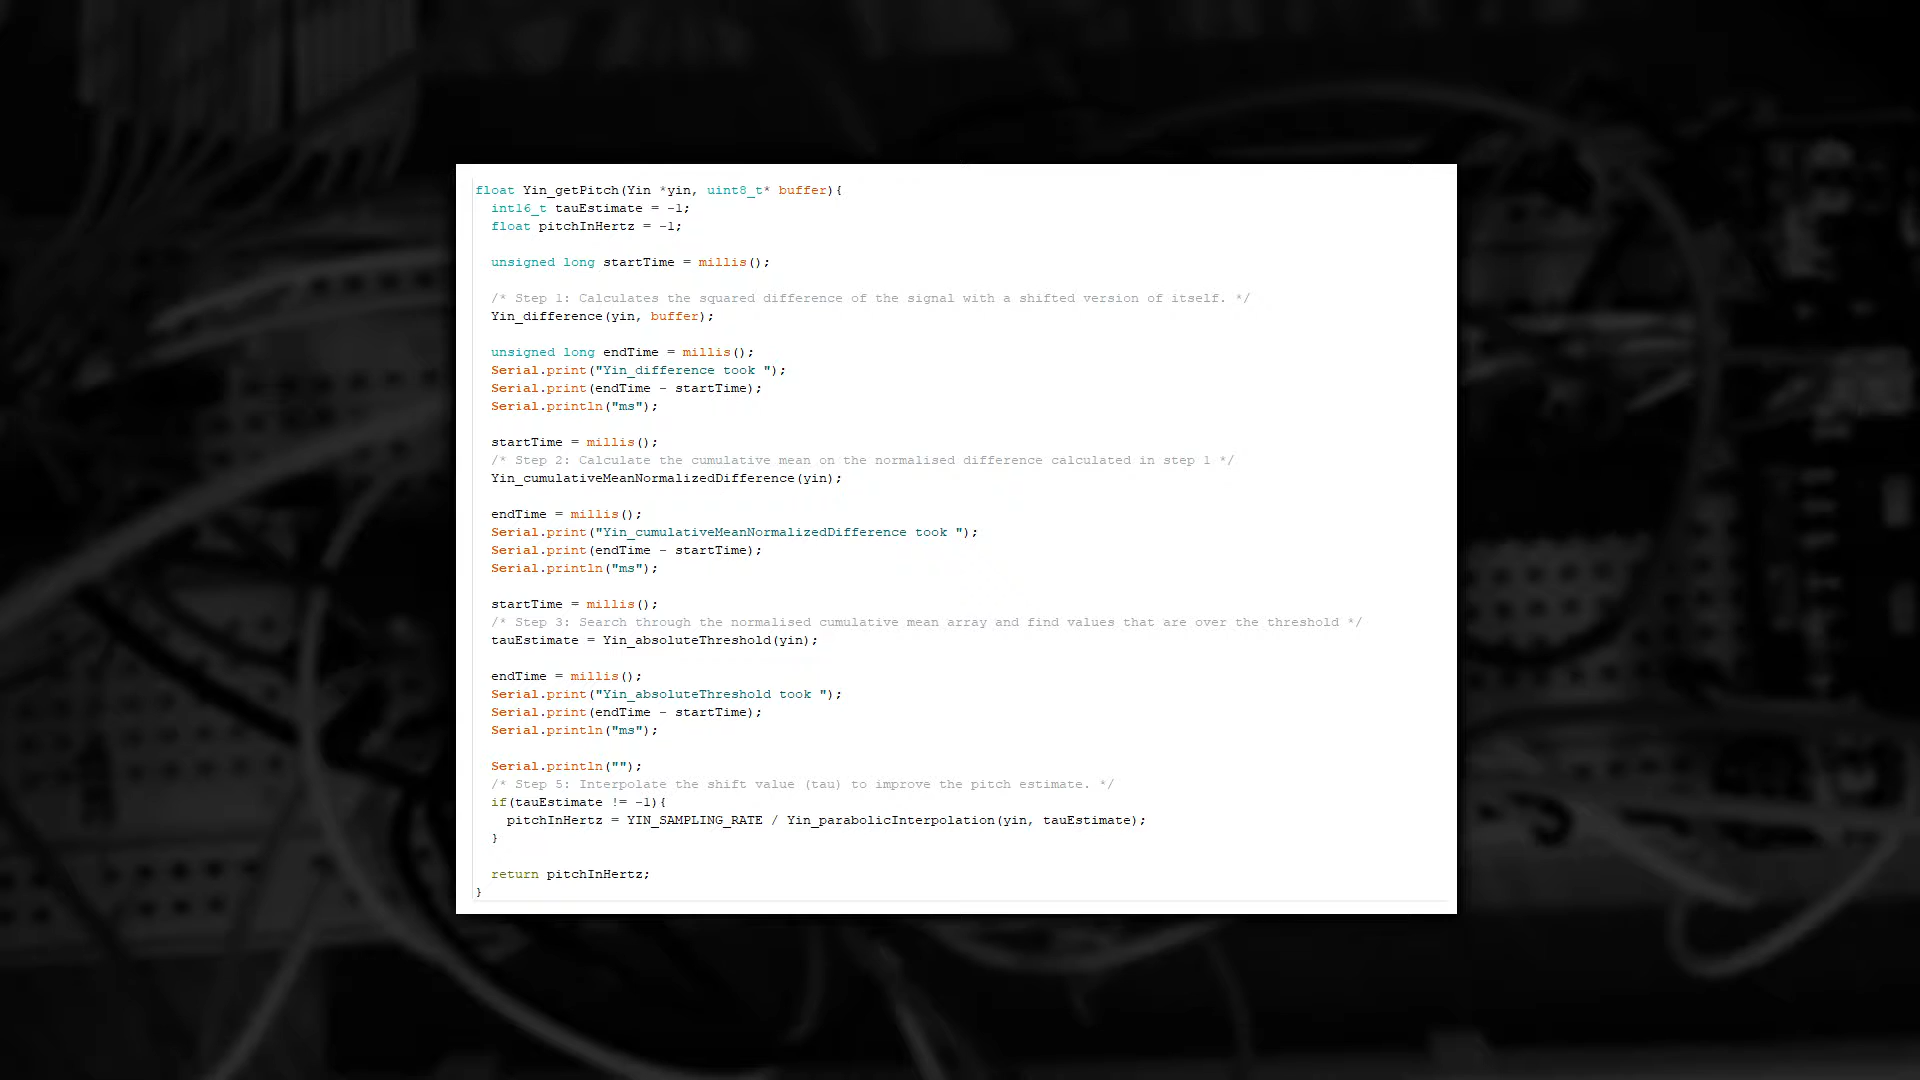 float Yin_getPitch(Yin *yin, uint8_t* buffer){
int16_t tauEstimate = -1;
float pitchInHertz = -1;
unsigned long startTime = millis();
/* Step 1: Calculates the squared difference of the signal with a shifted version of itself. */
Yin_difference(yin, buffer);
unsigned long endTime = millis();
Serial.print("Yin_difference took ");
Serial.print(endTime - startTime);
Serial.println("ms");
startTime = millis();
/* Step 2: Calculate the cumulative mean on the normalised difference calculated in step 1 */
Yin_cumulativeMeanNormalizedDifference(yin);
endTime = millis();
Serial.print("Yin_cumulativeMeanNormalizedDifference took ");
Serial.print(endTime - startTime);
Serial.println("ms");
startTime = millis();
/* Step 3: Search through the normalised cumulative mean array and find values that are over the threshold */
tauEstimate = Yin_absoluteThreshold(yin);
endTime = millis();
Serial.print("Yin_absoluteThreshold took ");
Serial.print(endTime - startTime);
Serial.println("ms");
Serial.println("");
/* Step 5: Interpolate the shift value (tau) to improve the pitch estimate. */
if(tauEstimate != -1){
pitchInHertz = YIN_SAMPLING_RATE / Yin_parabolicInterpolation(yin, tauEstimate);
}
return pitchInHertz;
}